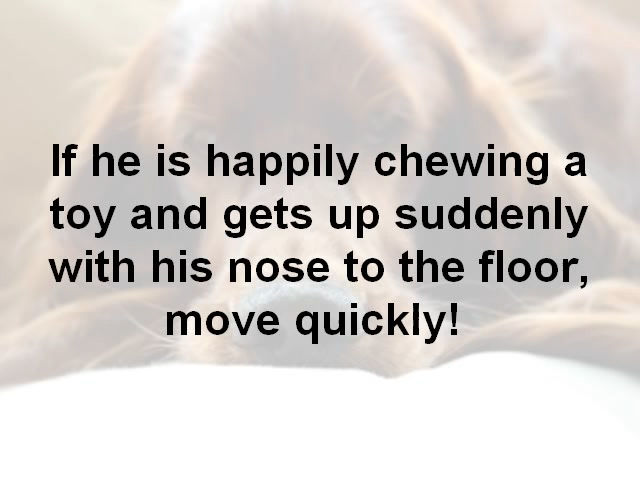 If he is happily chewing a
toy and gets up suddenly
with his nose to the floor,
move quickly!